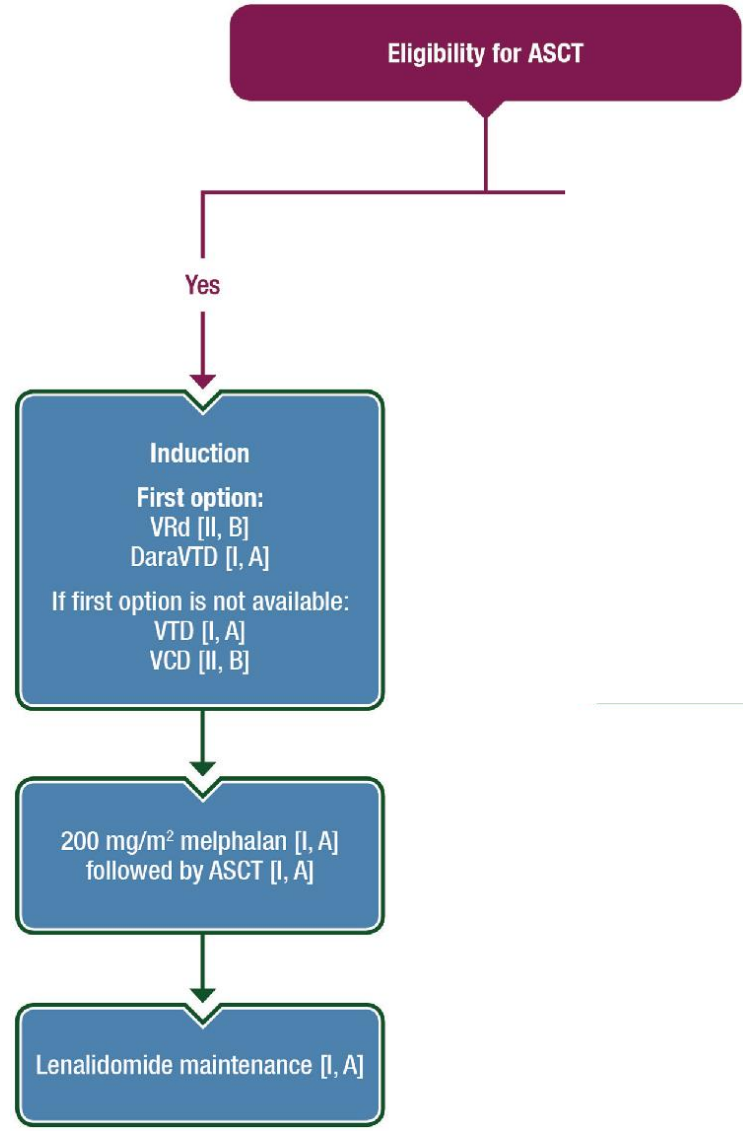 Eligibility for ASCT
Yes
Induction
First option:
VRd [II, B]
DaraVTD [I, A]
If first option is not available:
VTD [I, A]
VCD [II, B]
200 mg/m² melphalan [I, A]
followed by ASCT [I, A]
Lenalidomide maintenance [I, A]